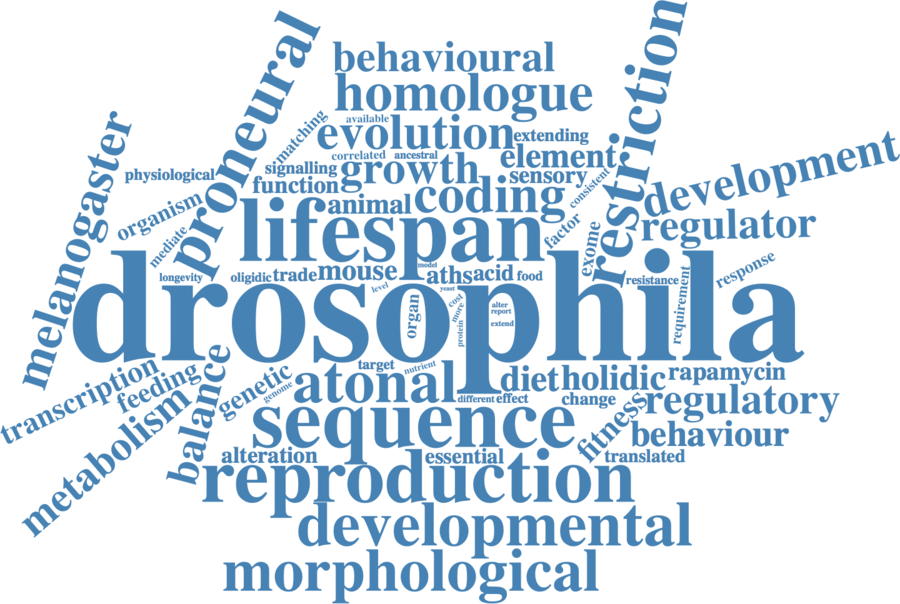 behavioural
homologue
available
evolution
extending
matching
proneural
restriction
correlated
ancestral
element
signalling
growth
sensory
physiological
function
coding
consistent
development
melanogaster
organism
animal
lifespan
factor
regulator
mediate
exome
response
longevity
oligidic
trade
mouse
model
aths
acid
food
resistance
requirement
drosophila
level
yeast
organ
cost
more
protein
alter
report
extend
target
nutrient
transcription
feeding
balance
genetic
genome
atonal
diet
holidic
rapamycin
different
effect
change
fitness
regulatory
metabolism
sequence
behaviour
alteration
essential
translated
reproduction
developmental
morphological